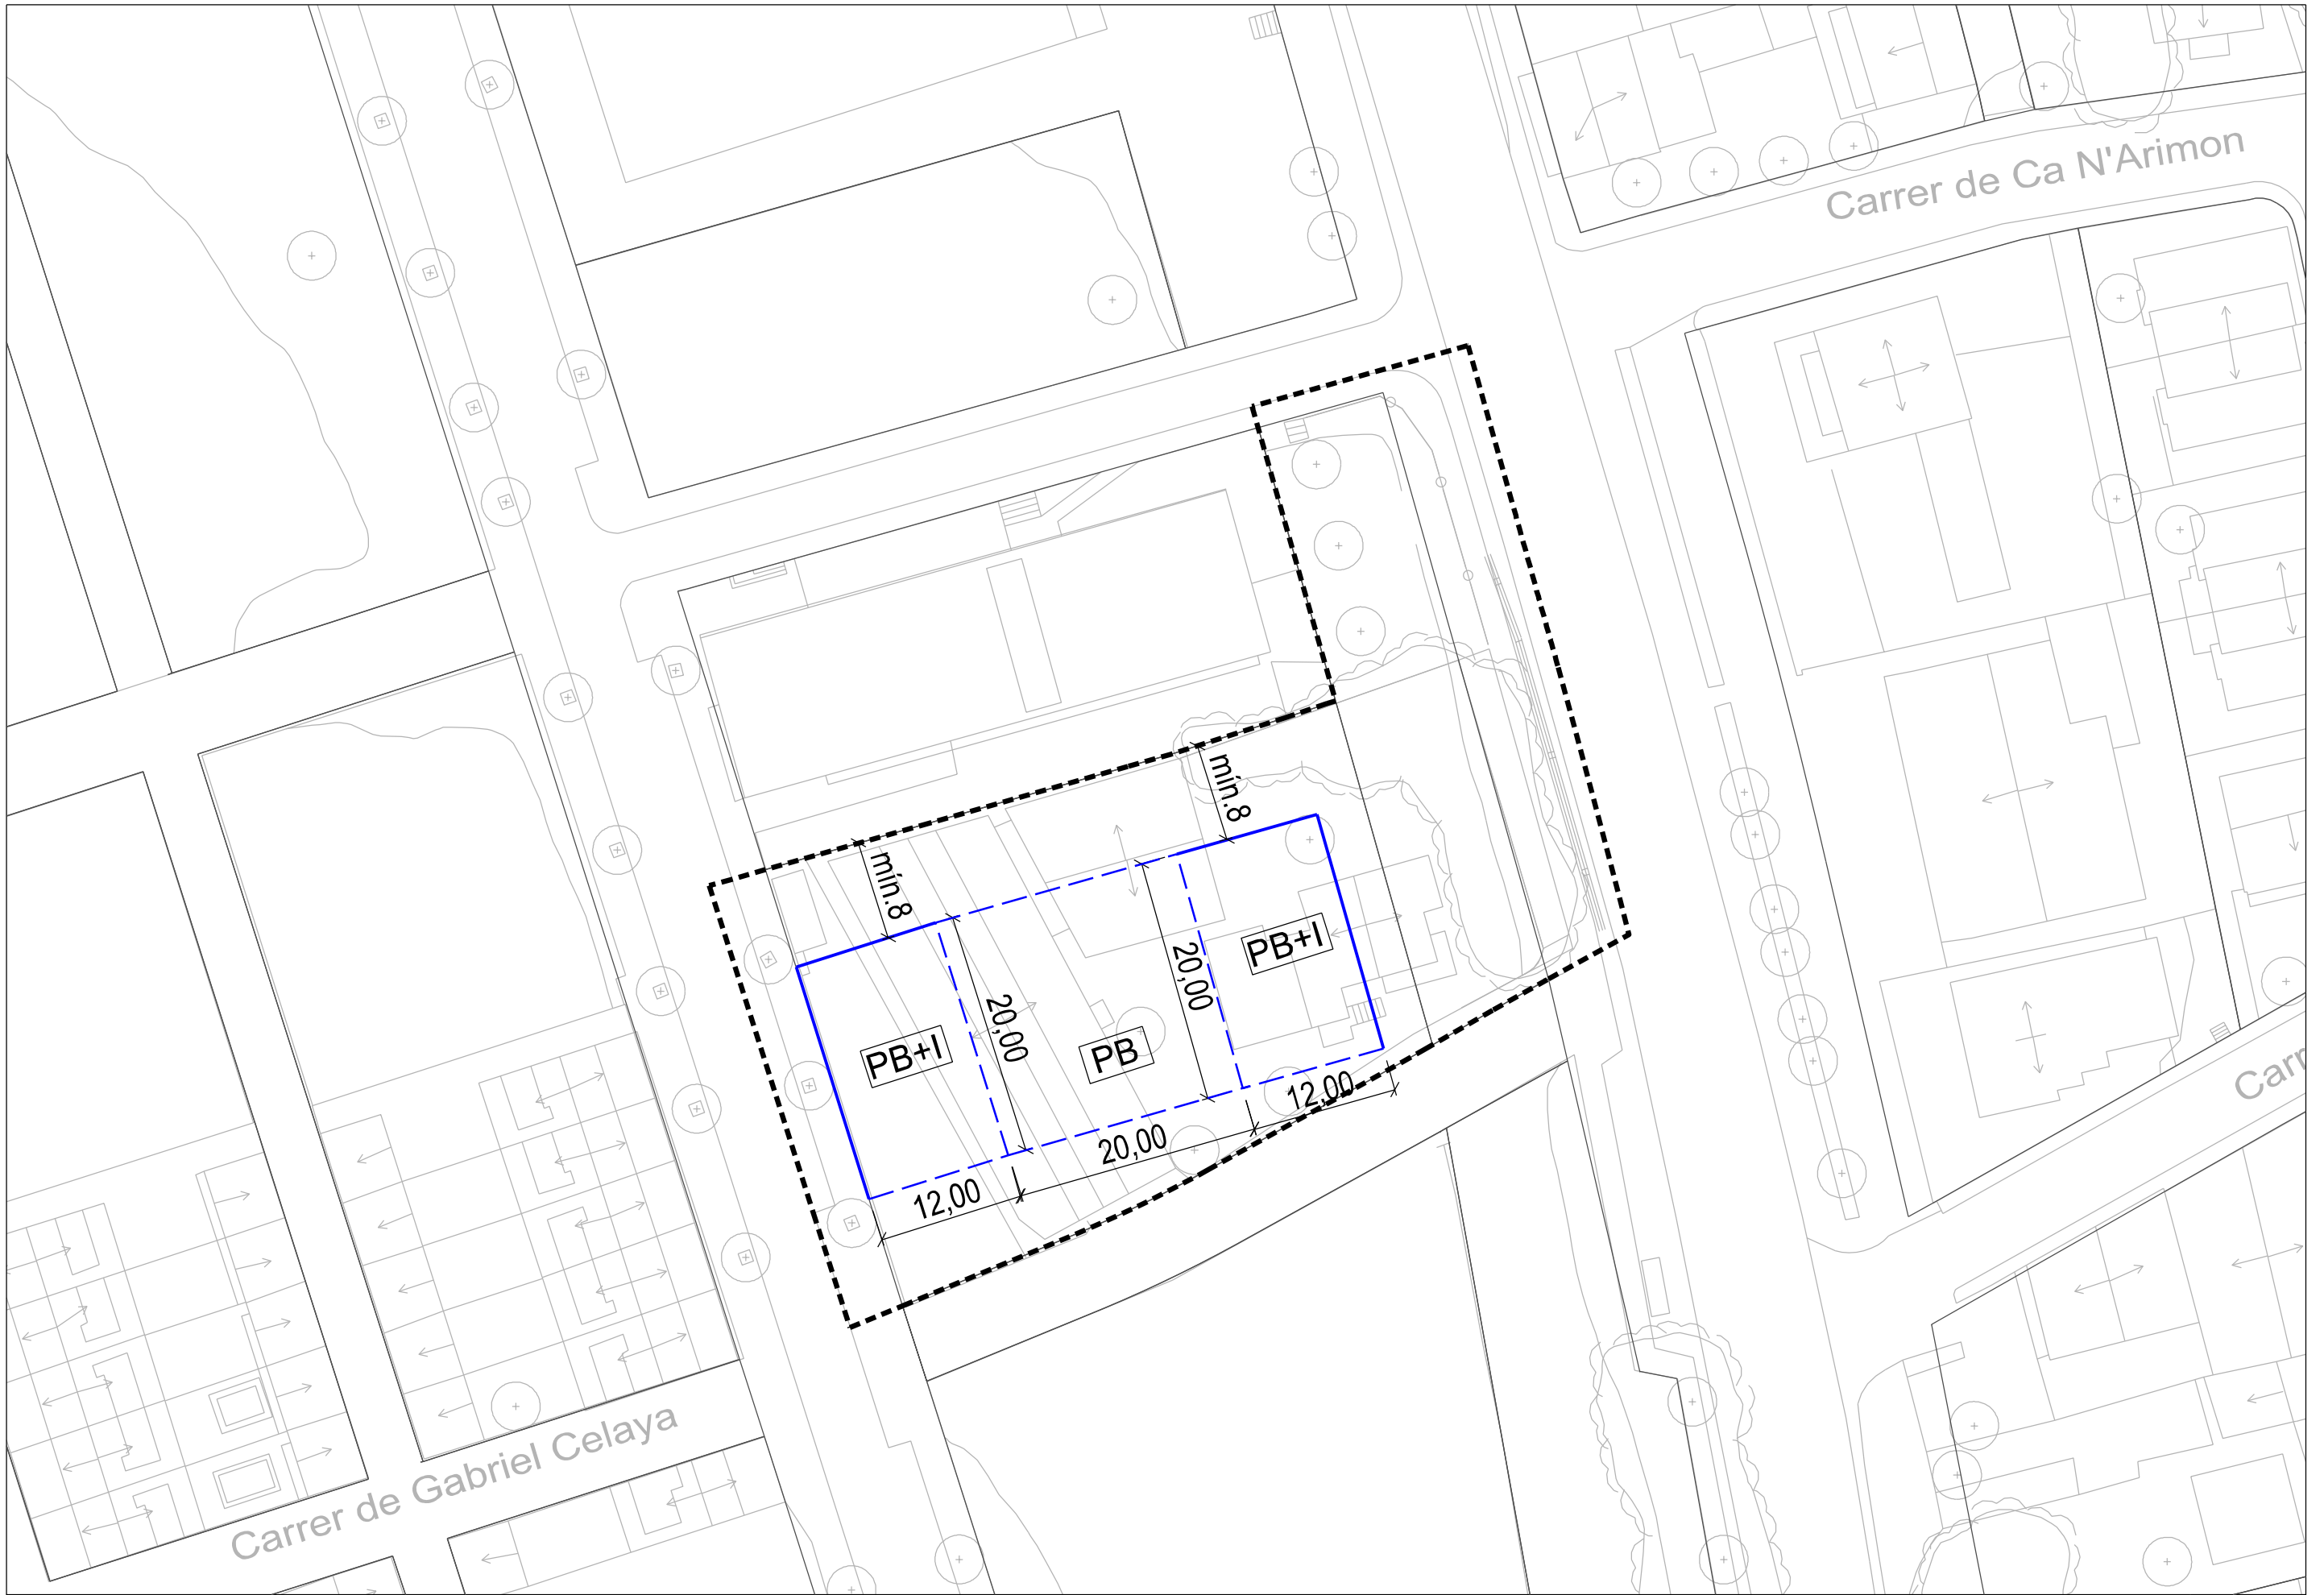 Carrer de Ca N'Arimon
mín.8
mín.8
PB+I
20,00
20,00
PB+I
PB
Carr
12,00
20,00
12,00
Carrer de Gabriel Celaya